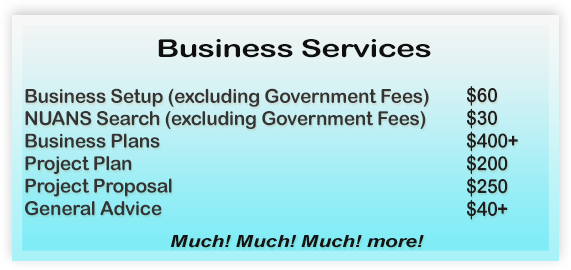 Business Services
Business Setup (excluding Government Fees) $60
NUANS Search (excluding Government Fees) $30
Business Plans $400+
Project Plan $200
Project Proposal $250
General Advice $40+
Much! Much! Much! more!